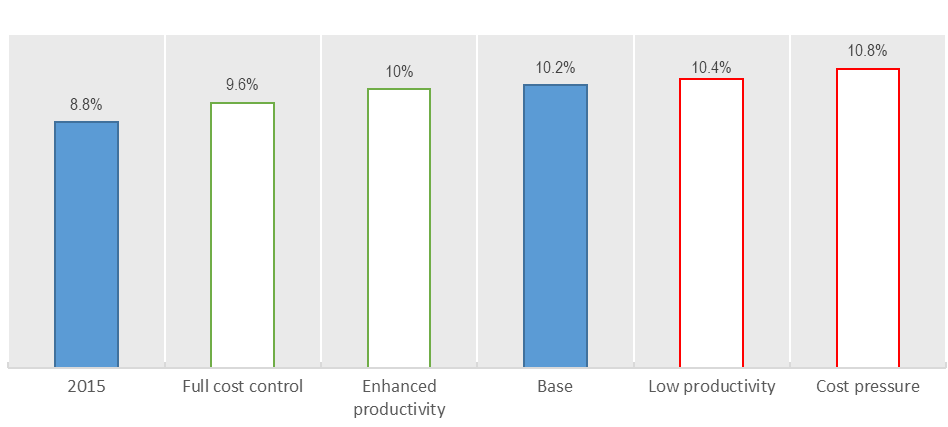 8.8%
9.6%
10%
10.2%
10.4%
10.8%
2015
Full cost control
Enhanced
productivity
Base
Low productivity
Cost pressure